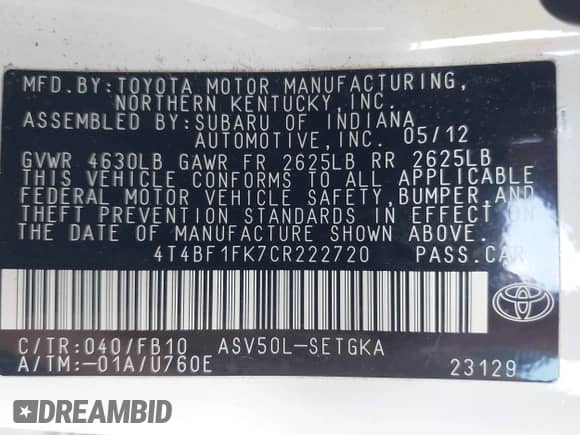 MFD.BY:TOYOTA MOTOR MANUFACTURING,
NORTHERN KENTUCKY,INC.
ASSEMBLED BY:SUBARU OF INDIANA
AUTOMOTIVE,INC. 05/12
GVWR 4630LB GAWR FR 2625LB RR 2625LB
THIS VEHICLE CONFORMS TO ALL APPLICABLE
FEDERAL MOTOR VEHICLE SAFETY,BUMPER,AND
THEFT PREVENTION STANDARDS IN EFFECT ON
THE DATE OF MANUFACTURE SHOWN ABOVE.
4T4BF1FK7CR222720 PASS.CAR
C/TR:040/FB10 ASV50L-SETGKA
A/TM:-01A/U760E 23129
DREAMBID